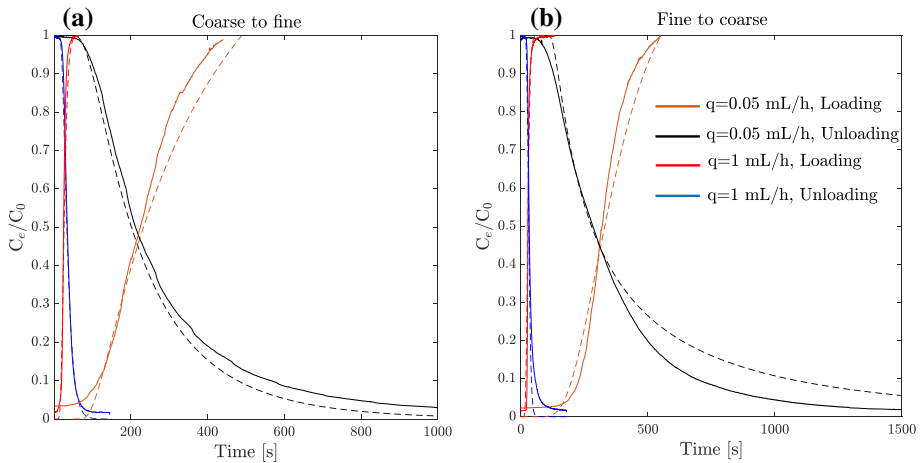 (a)
Coarse to fine
1
0.9
0.8
0.7
0.6
0.5
0.4
0.3
0.2
0.1
0
200
400
600
800
1000
Time [s]
Ce/C0
(b)
Fine to coarse
1
0.9
0.8
0.7
0.6
0.5
0.4
0.3
0.2
0.1
0
0
500
1000
1500
Time [s]
Ce/C0
q=0.05 mL/h, Loading
q=0.05 mL/h, Unloading
q=1 mL/h, Loading
q=1 mL/h, Unloading